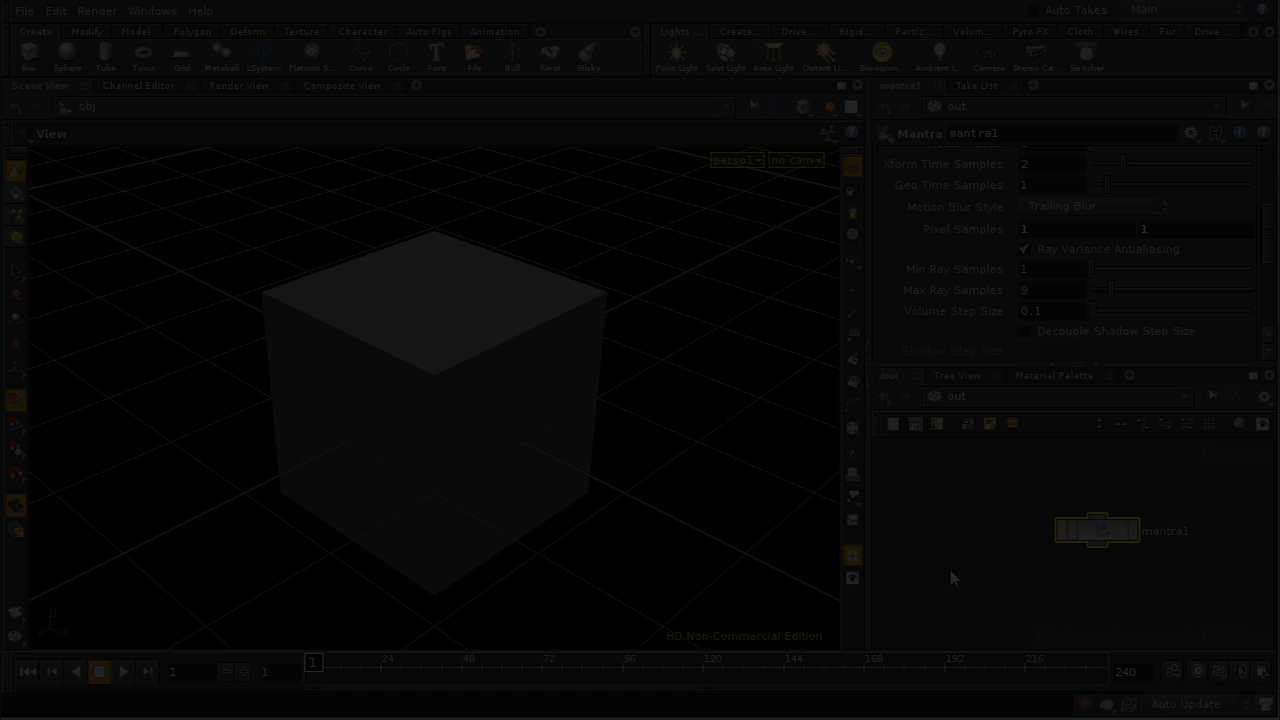 File Edit Render Windows Help
Auto Takes Main
Create Modify Model Polygon Deform Texture Character Auto Rigs Animation
Lights ... Create... Drive ... Rigid ... Partic... Volum... Pyro FX Cloth Wires Fur Drive ...
Box Sphere Tube Torus Grid Metaball LSystem Platonic S... Curve Circle Font File Null Rivet Sticky
Point Light Spot Light Area Light Distant Li... Environ... Ambient L... Camera Stereo Ca... Switcher
Scene View Channel Editor Render View Composite View
mantra1 Take List
obj
out
View
Mantra mantra1
persp1 no cam
Xform Time Samples 2
Geo Time Samples 1
Motion Blur Style Trailing Blur
Pixel Samples 1 1
Ray Variance Antialiasing
Min Ray Samples 1
Max Ray Samples 9
Volume Step Size 0.1
Decouple Shadow Step Size
Shadow Step Size 0.1
/out Tree View Material Palette
out
mantra1
HD Non-Commercial Edition
1 1 1 24 48 72 96 120 144 168 192 216 240
Auto Update